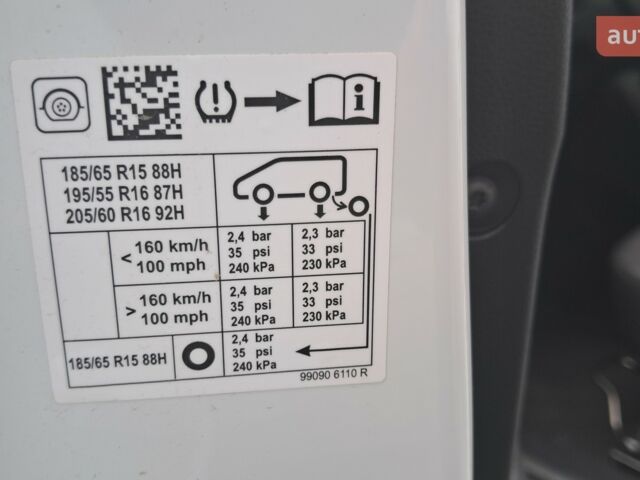 au
185/65 R15 88H
195/55 R16 87H
205/60 R16 92H
< 160 km/h
100 mph
2,4 bar
35 psi
240 kPa
2,3 bar
33 psi
230 kPa
> 160 km/h
100 mph
2,4 bar
35 psi
240 kPa
2,3 bar
33 psi
230 kPa
185/65 R15 88H
2,4 bar
35 psi
240 kPa
99090 6110 R